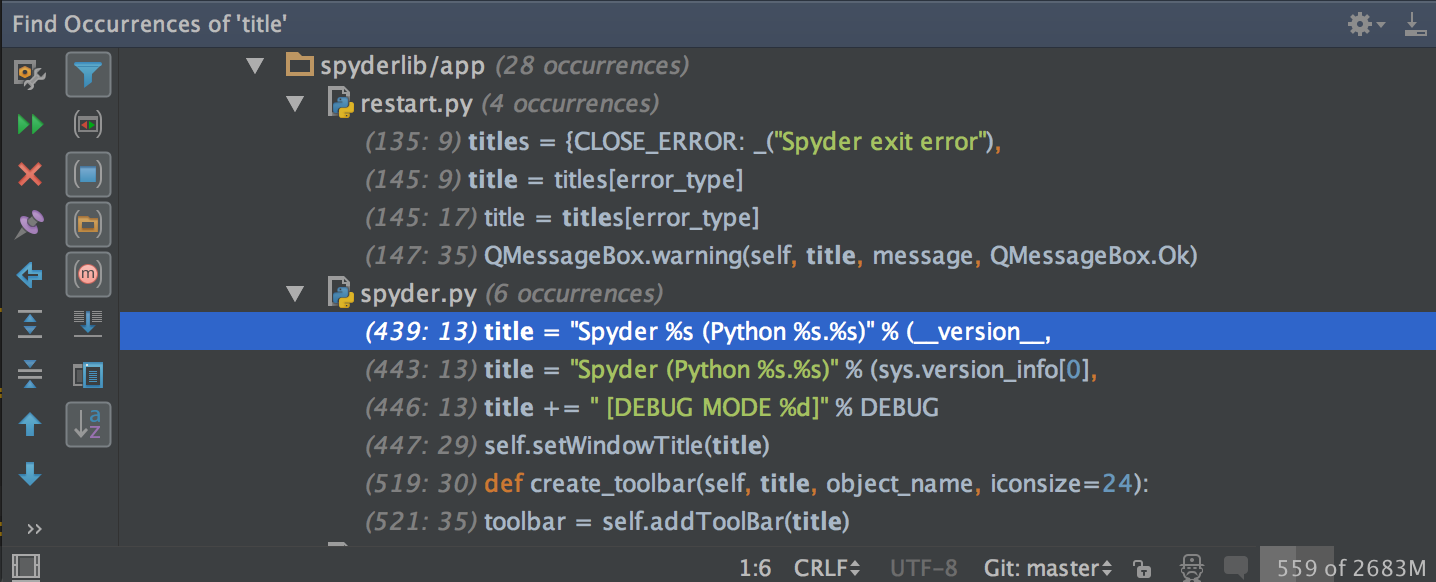 Find Occurrences of 'title'
spyderlib/app (28 occurrences)
restart.py (4 occurrences)
(135: 9) titles = {CLOSE_ERROR: _("Spyder exit error"),
(145: 9) title = titles[error_type]
(145: 17) title = titles[error_type]
(147: 35) QMessageBox.warning(self, title, message, QMessageBox.Ok)
spyder.py (6 occurrences)
(439: 13) title = "Spyder %s (Python %s.%s)" % (__version__,
(443: 13) title = "Spyder (Python %s.%s)" % (sys.version_info[0],
(446: 13) title += " [DEBUG MODE %d]" % DEBUG
(447: 29) self.setWindowTitle(title)
(519: 30) def create_toolbar(self, title, object_name, iconsize=24):
(521: 35) toolbar = self.addToolBar(title)
1:6 CRLF UTF-8 Git: master 559 of 2683M